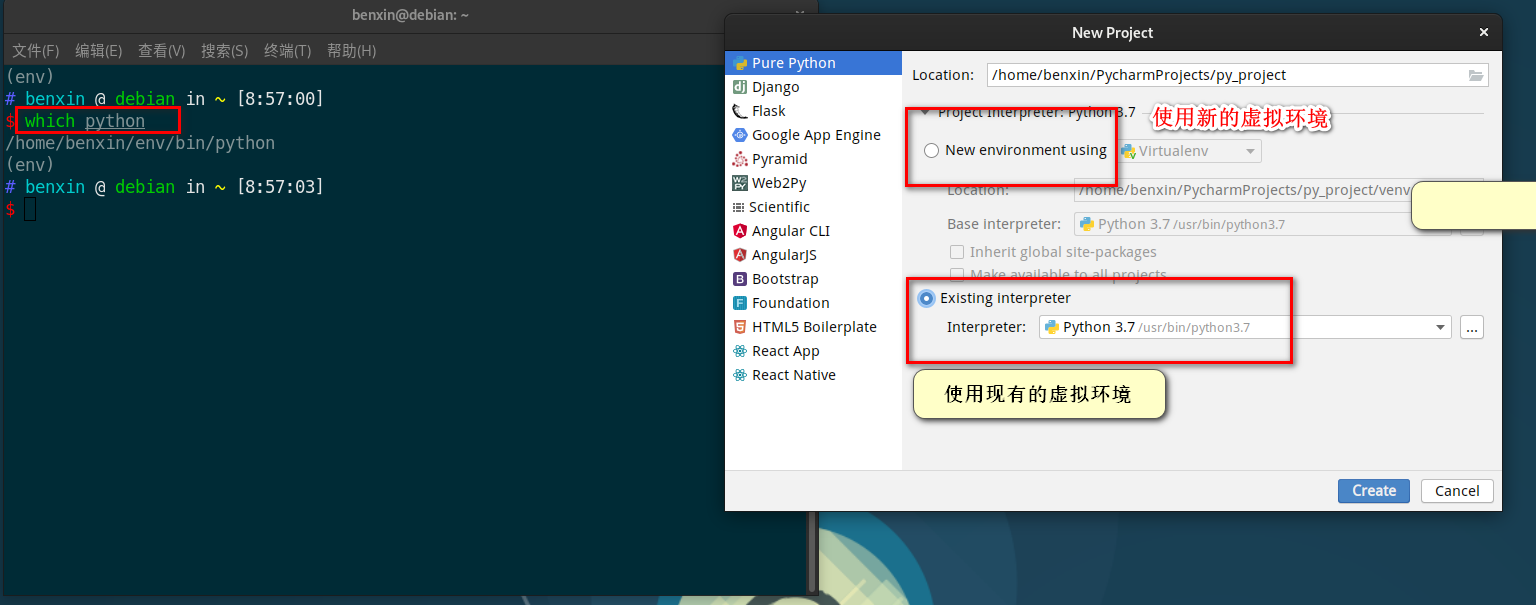 benxin@debian: ~
文件(F) 编辑(E) 查看(V) 搜索(S) 终端(T) 帮助(H)
(env)
# benxin @ debian in ~ [8:57:00]
$ which python
/home/benxin/env/bin/python
(env)
# benxin @ debian in ~ [8:57:03]
$
New Project
Pure Python
Django
Flask
Google App Engine
Pyramid
Web2Py
Scientific
Angular CLI
AngularJS
Bootstrap
Foundation
HTML5 Boilerplate
React App
React Native
Location: /home/benxin/PycharmProjects/py_project
Project Interpreter: Python 3.7
使用新的虚拟环境
New environment using Virtualenv
Location: /home/benxin/PycharmProjects/py_project/venv
Base interpreter: Python 3.7 /usr/bin/python3.7
Inherit global site-packages
Make available to all projects
Existing interpreter
Interpreter: Python 3.7 /usr/bin/python3.7 ...
使用现有的虚拟环境
Create Cancel